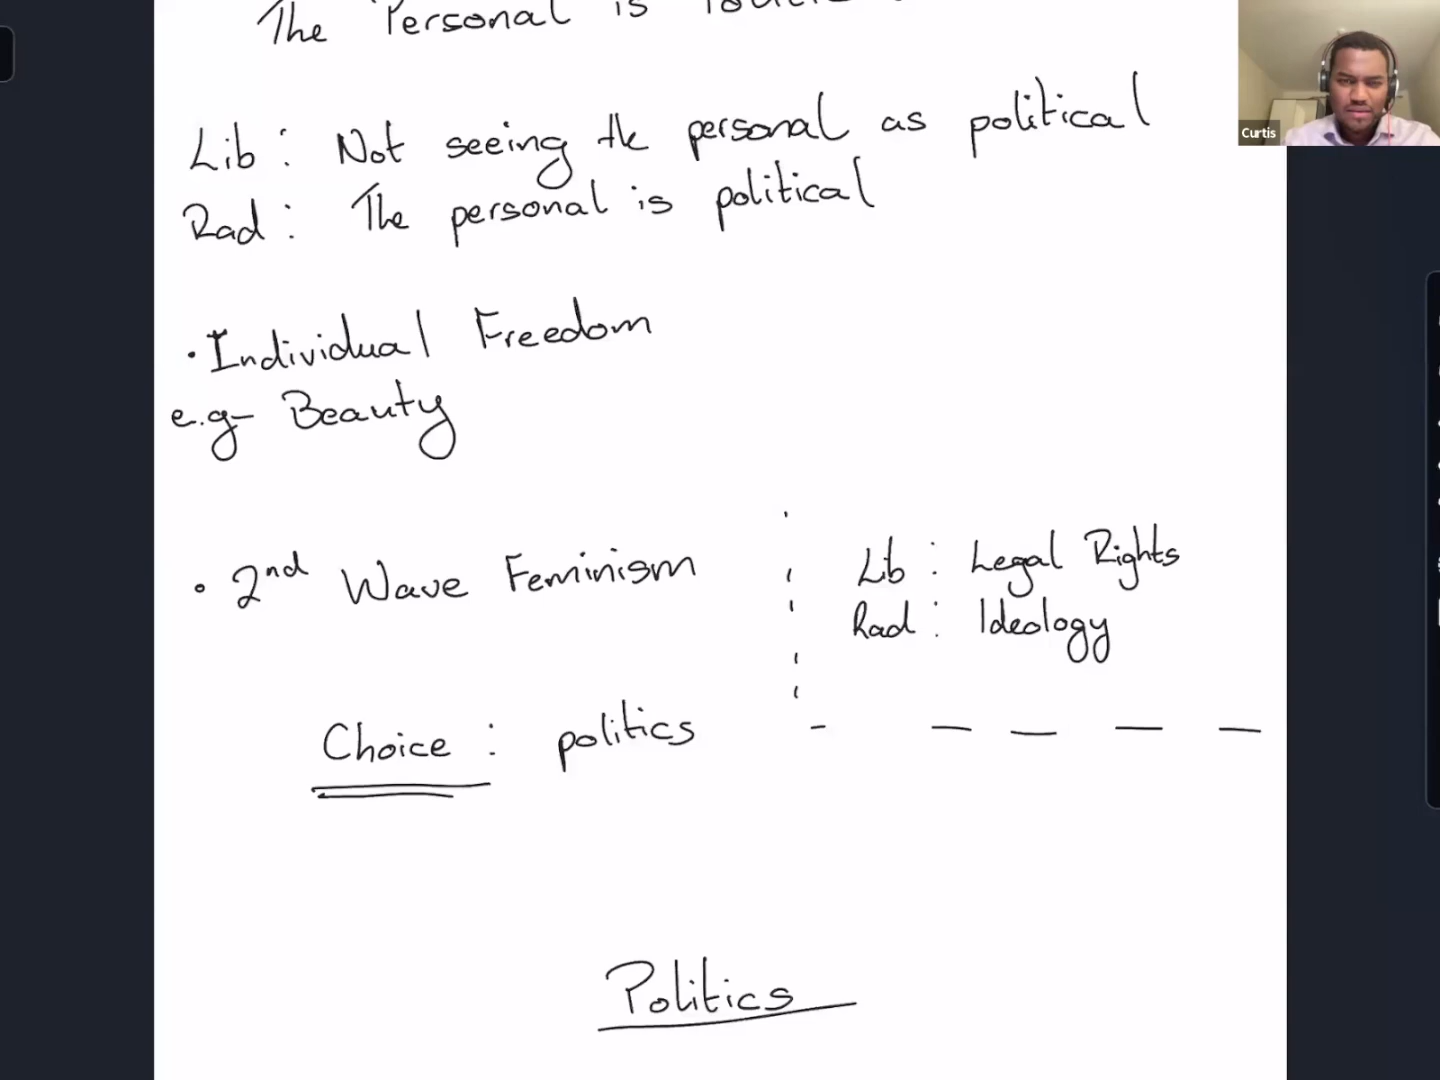 The Personal is
Lib: Not seeing the personal as political
Rad: The personal is political
• Individual Freedom
e.g- Beauty
• 2nd Wave Feminism
Lib: Legal Rights
Rad: Ideology
Choice: politics
Politics
Curtis